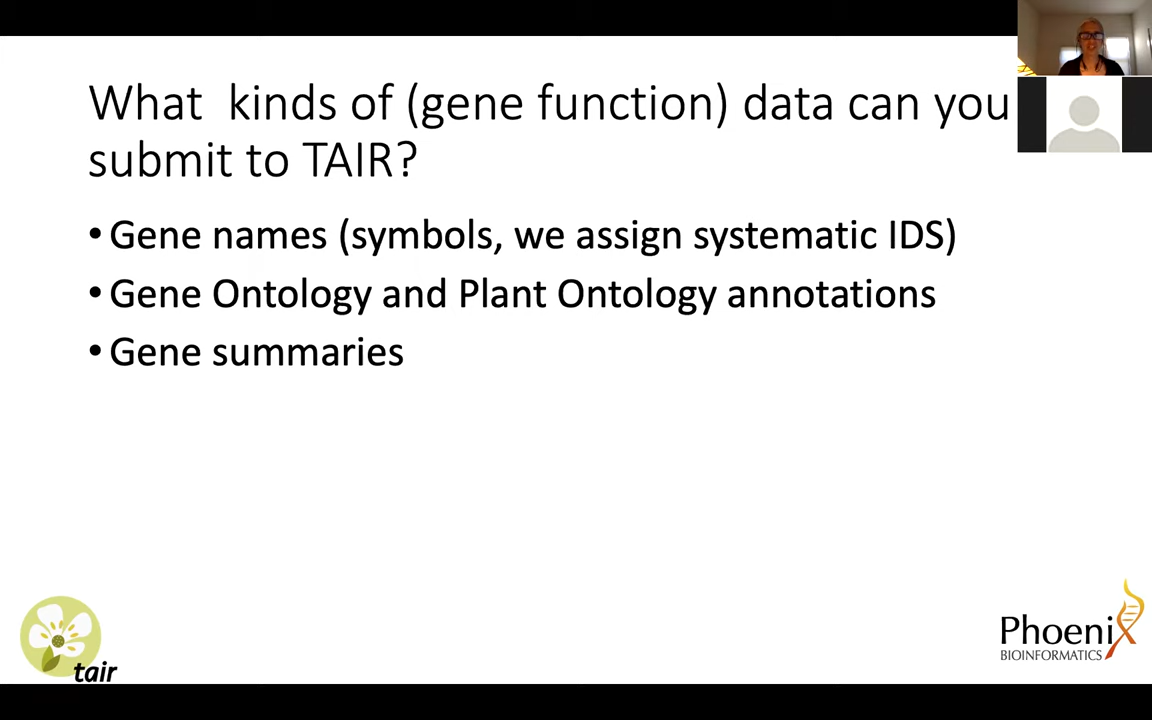 What  kinds of (gene function) data can you
submit to TAIR?
• Gene names (symbols, we assign systematic IDS)
• Gene Ontology and Plant Ontology annotations
• Gene summaries
tair
Phoenix
BIOINFORMATICS